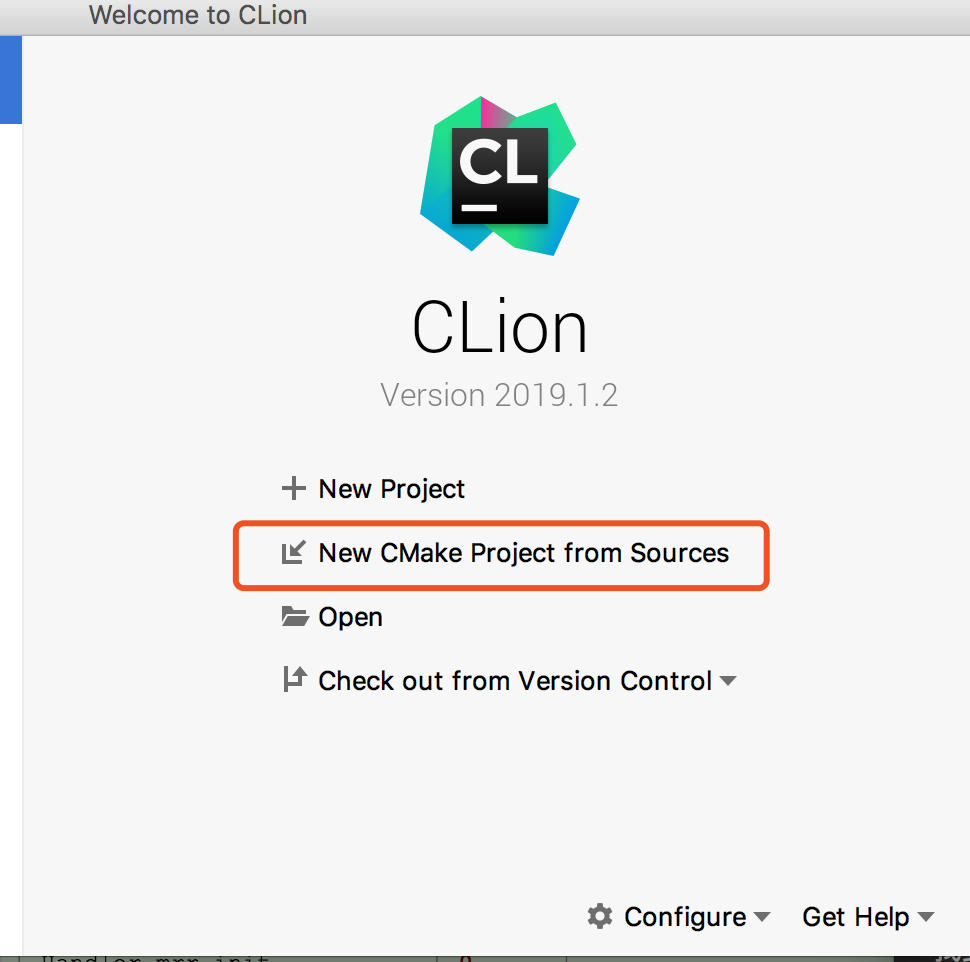 Welcome to CLion
CL
CLion
Version 2019.1.2
New Project
New CMake Project from Sources
Open
Check out from Version Control
Configure
Get Help